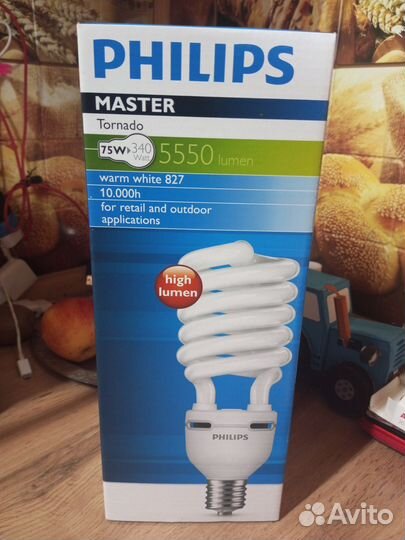 PHILIPS
MASTER
Tornado
75W 340 Watt 5550 lumen
warm white 827
10.000h
for retail and outdoor
applications
high
lumen
PHILIPS
Avito